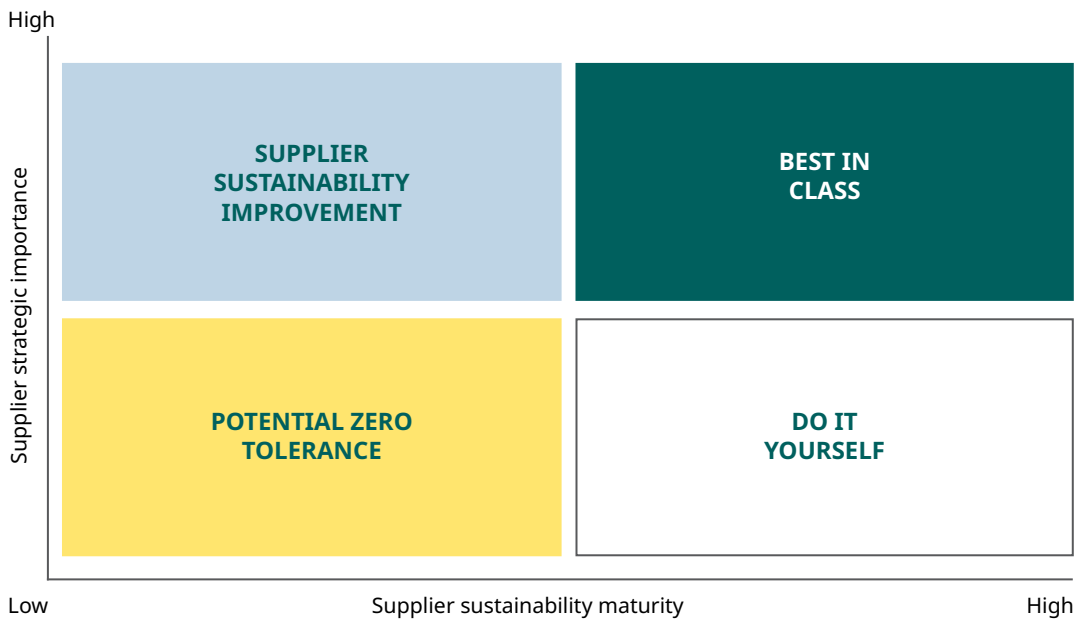 High
Supplier strategic importance
SUPPLIER
SUSTAINABILITY
IMPROVEMENT
BEST IN
CLASS
POTENTIAL ZERO
TOLERANCE
DO IT
YOURSELF
Low
Supplier sustainability maturity
High